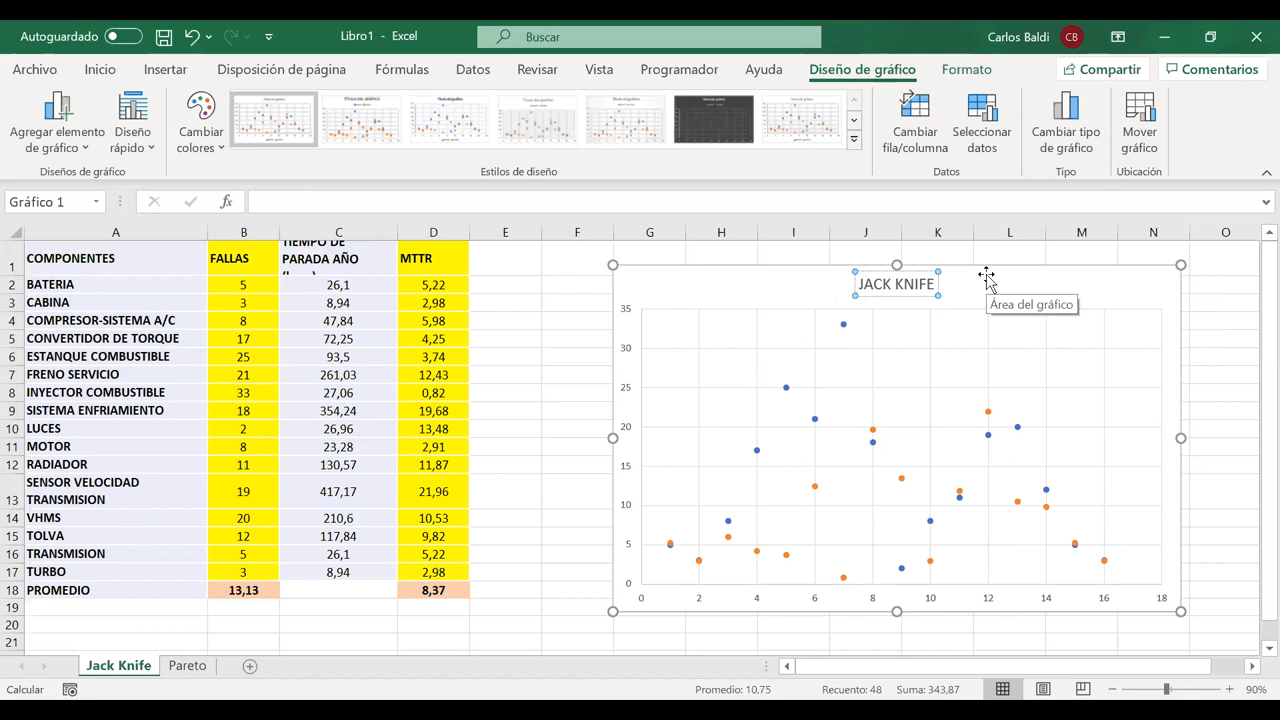 Autoguardado
Libro1 - Excel
Buscar
Carlos Baldi
CB
Archivo Inicio Insertar Disposición de página Fórmulas Datos Revisar Vista Programador Ayuda Diseño de gráfico Formato
Compartir Comentarios
Agregar elemento de gráfico
Diseño rápido
Cambiar colores
Cambiar fila/columna
Seleccionar datos
Cambiar tipo de gráfico
Mover gráfico
Diseños de gráfico Estilos de diseño Datos Tipo Ubicación
Gráfico 1
fx
A B C D E F G H I J K L M N O
1 COMPONENTES FALLAS TIEMPO DE PARADA AÑO MTTR
2 BATERIA 5 26,1 5,22
3 CABINA 3 8,94 2,98
4 COMPRESOR-SISTEMA A/C 8 47,84 5,98
5 CONVERTIDOR DE TORQUE 17 72,25 4,25
6 ESTANQUE COMBUSTIBLE 25 93,5 3,74
7 FRENO SERVICIO 21 261,03 12,43
8 INYECTOR COMBUSTIBLE 33 27,06 0,82
9 SISTEMA ENFRIAMIENTO 18 354,24 19,68
10 LUCES 2 26,96 13,48
11 MOTOR 8 23,28 2,91
12 RADIADOR 11 130,57 11,87
13 SENSOR VELOCIDAD TRANSMISION 19 417,17 21,96
14 VHMS 20 210,6 10,53
15 TOLVA 12 117,84 9,82
16 TRANSMISION 5 26,1 5,22
17 TURBO 3 8,94 2,98
18 PROMEDIO 13,13 8,37
19
20
21
JACK KNIFE
Área del gráfico
35
30
25
20
15
10
5
0
0 2 4 6 8 10 12 14 16 18
Jack Knife Pareto
Calcular
Promedio: 10,75 Recuento: 48 Suma: 343,87
90%